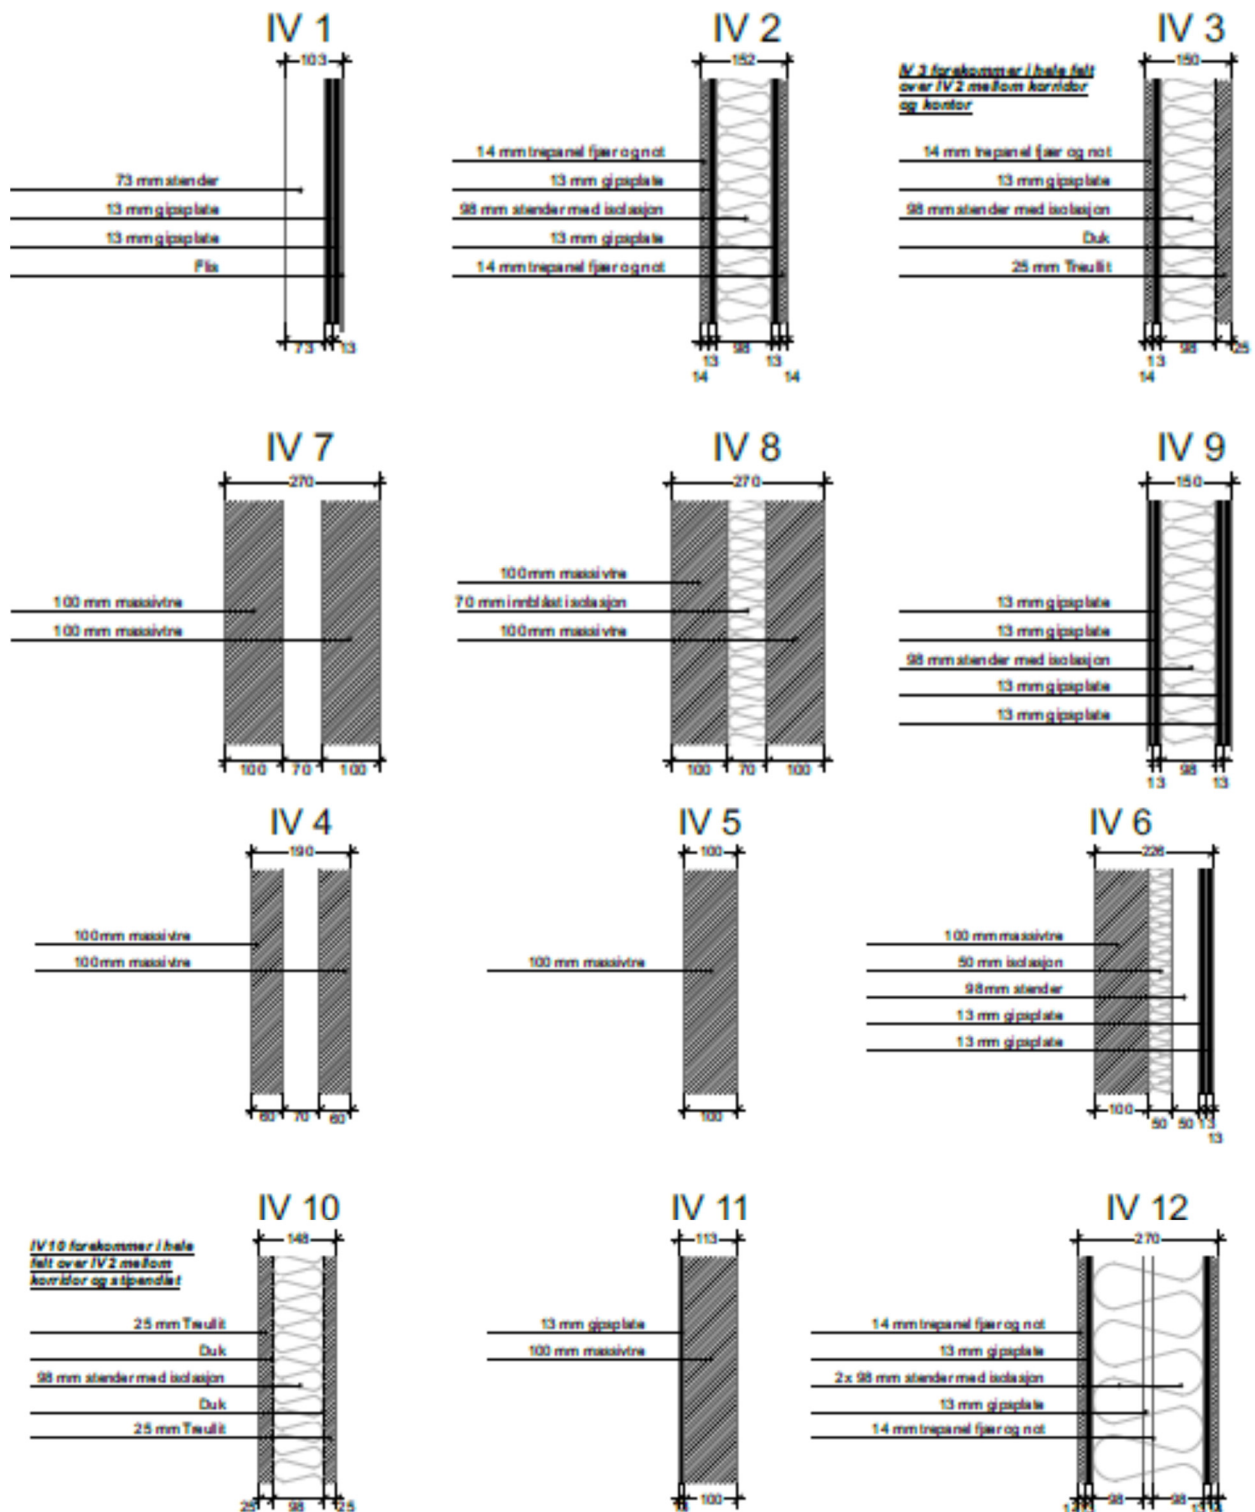 IV 1
103
73 mm stender
13 mm gipsplate
13 mm gipsplate
Flis
73
13
IV 2
152
14 mm trepanel fjær og not
13 mm gipsplate
98 mm stender med isolasjon
13 mm gipsplate
14 mm trepanel fjær og not
13
98
13
14
14
IV 3
150
IV 3 forekommer i hele felt
over IV 2 mellom korridor
og kontor
14 mm trepanel fjær og not
13 mm gipsplate
98 mm stender med isolasjon
Duk
25 mm Treullit
13
98
25
14
IV 7
270
100 mm massivtre
100 mm massivtre
100
70
100
IV 8
270
100mm massivtre
70 mm innblåst isolasjon
100mm massivtre
100
70
100
IV 9
150
13 mm gipsplate
13 mm gipsplate
98 mm stender med isolasjon
13 mm gipsplate
13 mm gipsplate
13
98
13
IV 4
190
100mm massivtre
100mm massivtre
60
70
60
IV 5
100
100 mm massivtre
100
IV 6
226
100 mm massivtre
50 mm isolasjon
98mm stender
13 mm gipsplate
13 mm gipsplate
100
50
50
13
13
IV 10
148
IV 10 forekommer i hele
felt over IV 2 mellom
korridor og stipendiat
25 mm Treullit
Duk
98 mm stender med isolasjon
Duk
25 mm Treullit
25
98
25
IV 11
113
13 mm gipsplate
100 mm massivtre
13
100
IV 12
270
14 mm trepanel fjær og not
13 mm gipsplate
2x 98 mm stender med isolasjon
13 mm gipsplate
14 mm trepanel fjær og not
98
98